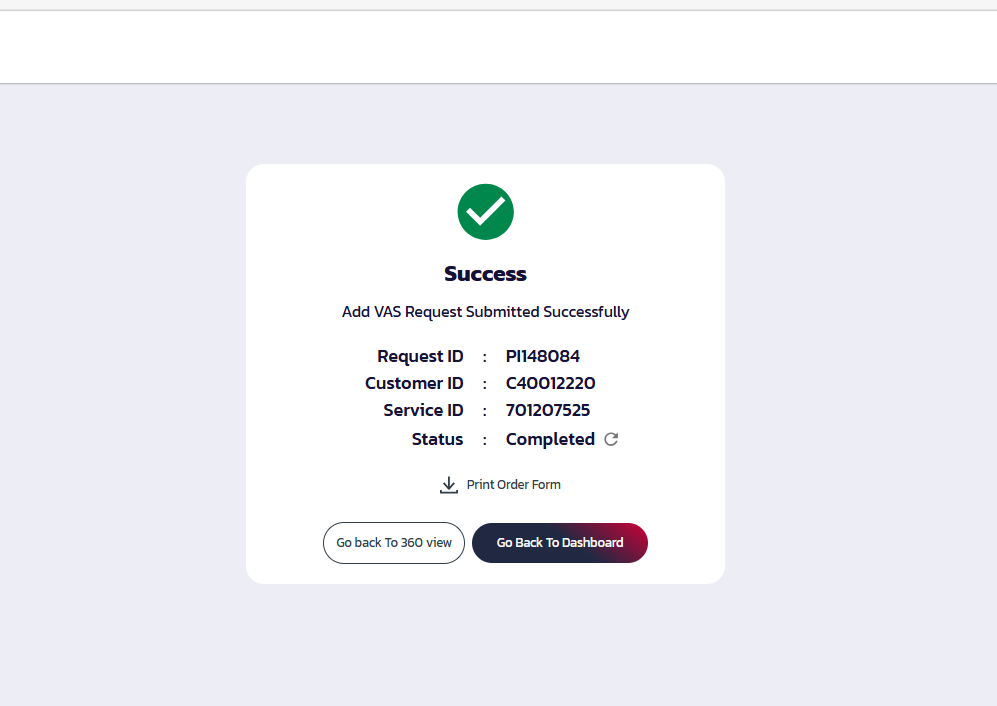 Success
Add VAS Request Submitted Successfully
Request ID : PI148084
Customer ID : C40012220
Service ID : 701207525
Status : Completed
Print Order Form
Go back To 360 view
Go Back To Dashboard